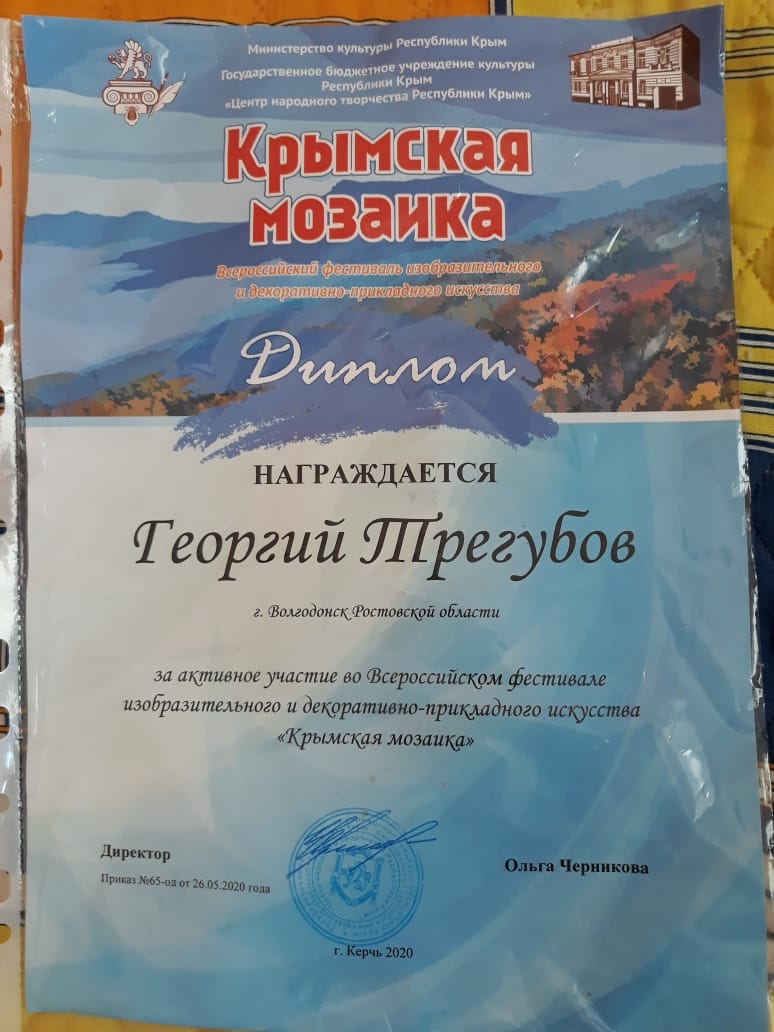 Министерство культуры Республики Крым
Государственное бюджетное учреждение культуры
Республики Крым
«Центр народного творчества Республики Крым»
Крымская
мозаика
Всероссийский фестиваль изобразительного
и декоративно-прикладного искусства
Диплом
НАГРАЖДАЕТСЯ
Георгий Трегубов
г. Волгодонск Ростовской области
за активное участие во Всероссийском фестивале
изобразительного и декоративно-прикладного искусства
«Крымская мозаика»
Директор
Ольга Черникова
Приказ №65-од от 26.05.2020 года
г. Керчь 2020